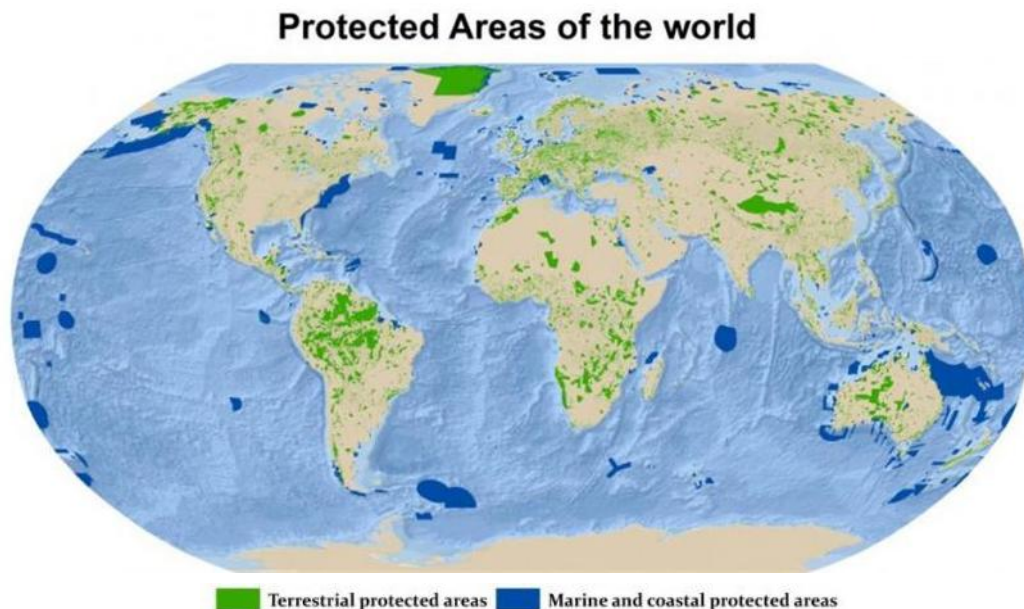 Protected Areas of the world
Terrestrial protected areas
Marine and coastal protected areas